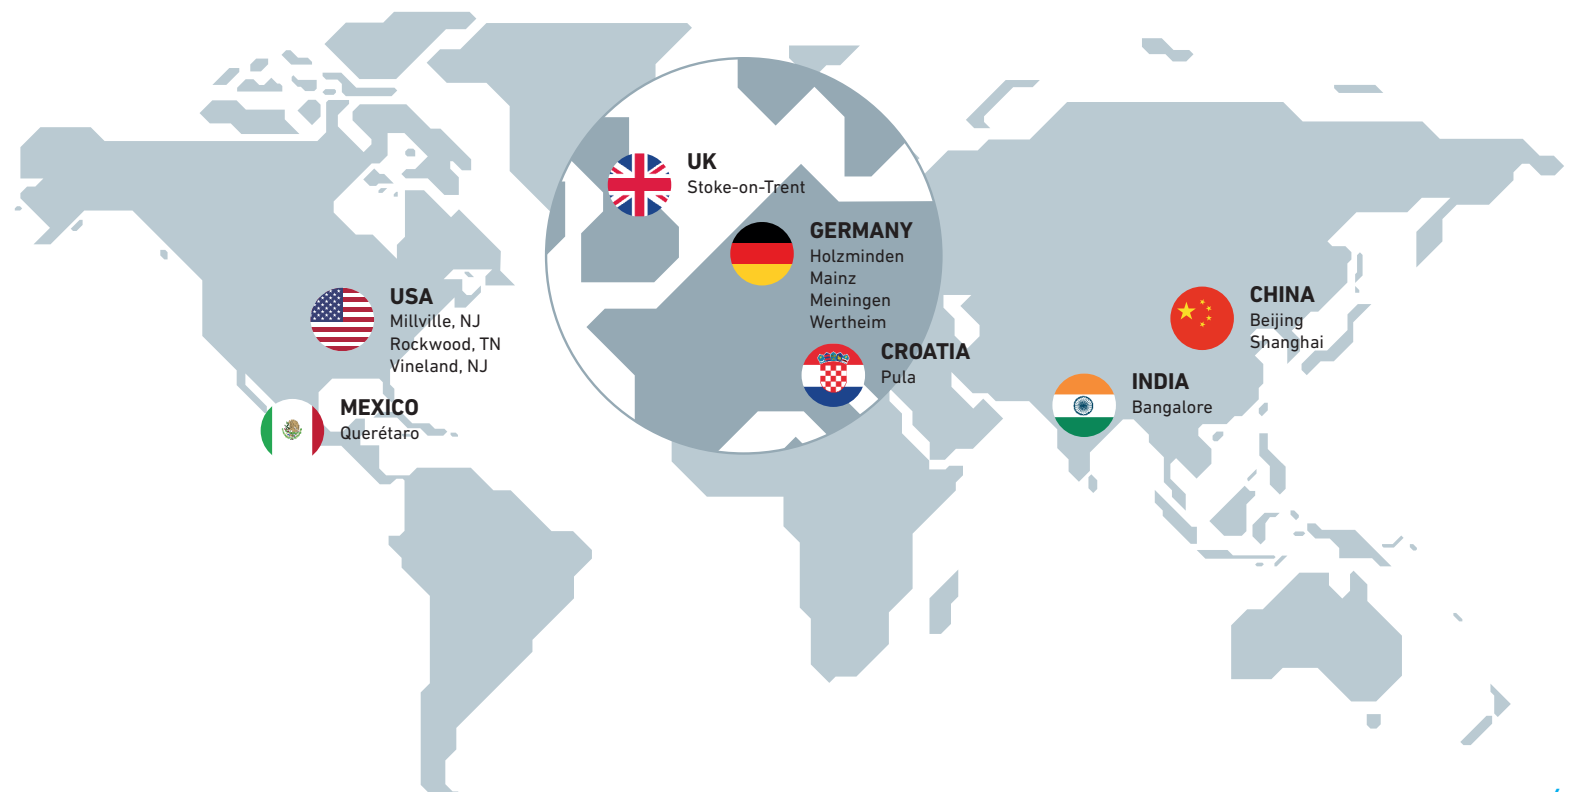 UK
Stoke-on-Trent
GERMANY
Holzminden
Mainz
Meiningen
Wertheim
CROATIA
Pula
USA
Millville, NJ
Rockwood, TN
Vineland, NJ
MEXICO
Querétaro
CHINA
Beijing
Shanghai
INDIA
Bangalore